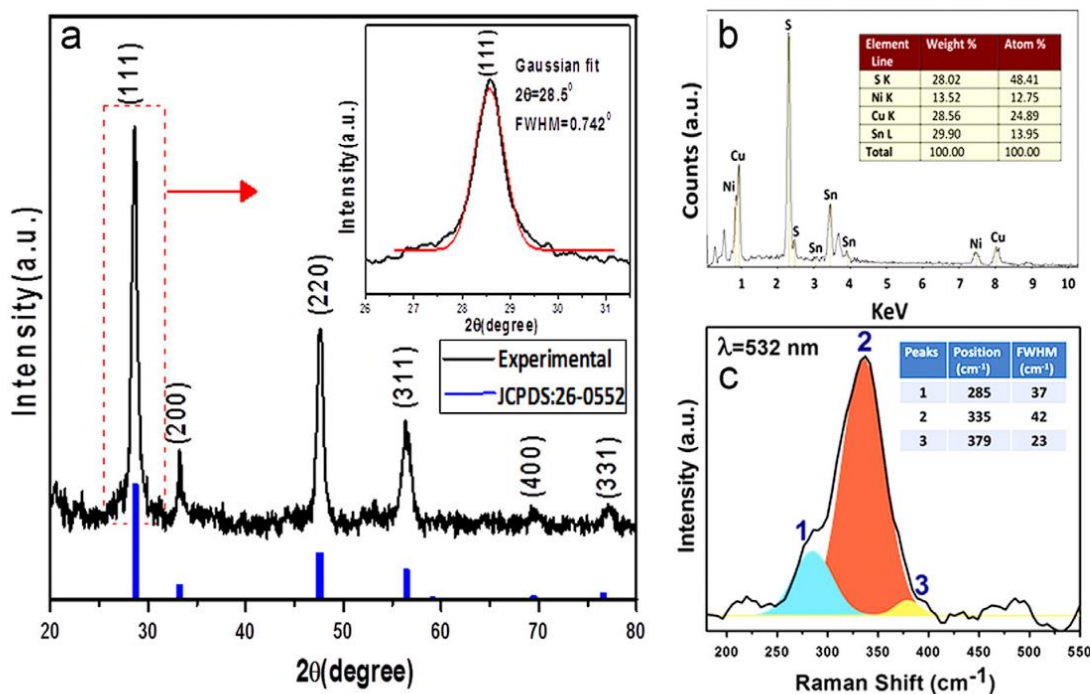 a
(111)
(200)
(220)
(311)
(400)
(331)
Intensity (a.u.)
20 30 40 50 60 70 80
2θ(degree)
Experimental
JCPDS:26-0552
(111)
Gaussian fit
2θ=28.5⁰
FWHM=0.742⁰
Intensity(a.u.)
26 27 28 29 30 31
2θ(degree)
b
S
Cu
Ni
S
Sn
Sn
Sn
Ni
Cu
Counts (a.u.)
1 2 3 4 5 6 7 8 9 10
KeV
Element Line Weight % Atom %
S K 28.02 48.41
Ni K 13.52 12.75
Cu K 28.56 24.89
Sn L 29.90 13.95
Total 100.00 100.00
c
λ=532 nm
1
2
3
Peaks Position (cm⁻¹) FWHM (cm⁻¹)
1 285 37
2 335 42
3 379 23
Intensity (a.u.)
200 250 300 350 400 450 500 550
Raman Shift (cm⁻¹)